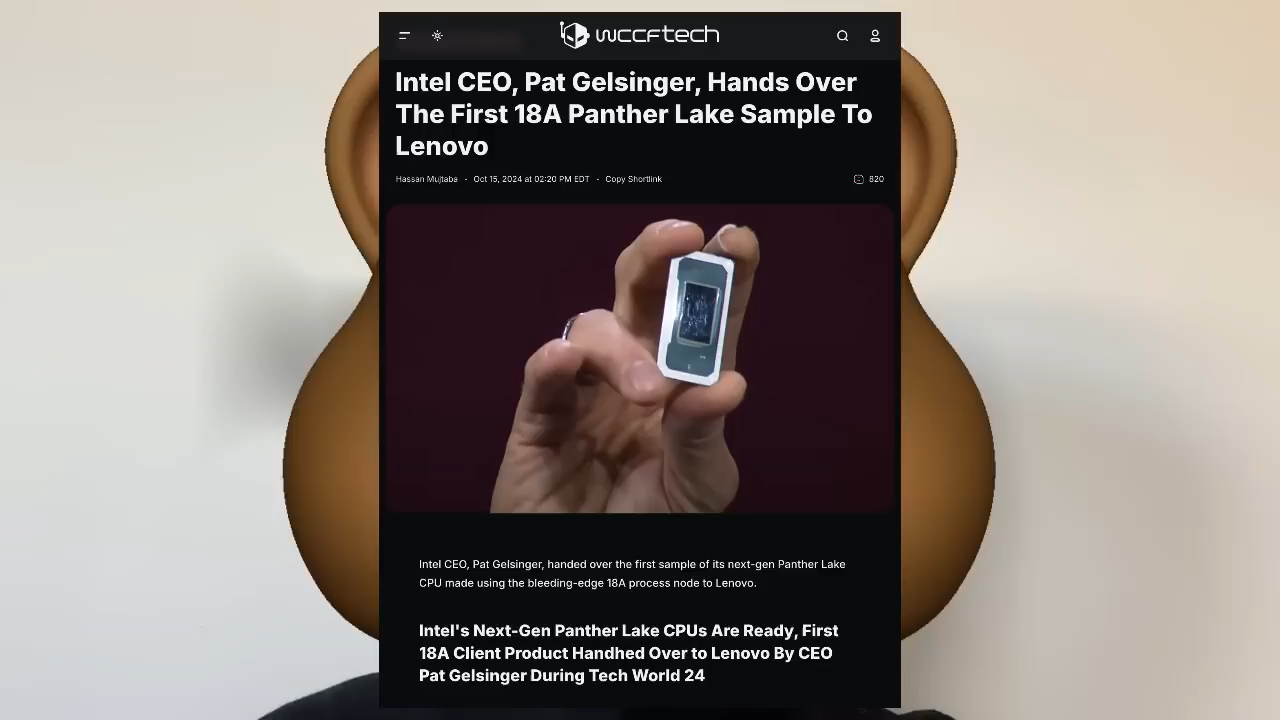 wccftech
Intel CEO, Pat Gelsinger, Hands Over
The First 18A Panther Lake Sample To
Lenovo
Hassan Mujtaba • Oct 15, 2024 at 02:20 PM EDT • Copy Shortlink 820
Intel CEO, Pat Gelsinger, handed over the first sample of its next-gen Panther Lake
CPU made using the bleeding-edge 18A process node to Lenovo.
Intel's Next-Gen Panther Lake CPUs Are Ready, First
18A Client Product Handhed Over to Lenovo By CEO
Pat Gelsinger During Tech World 24